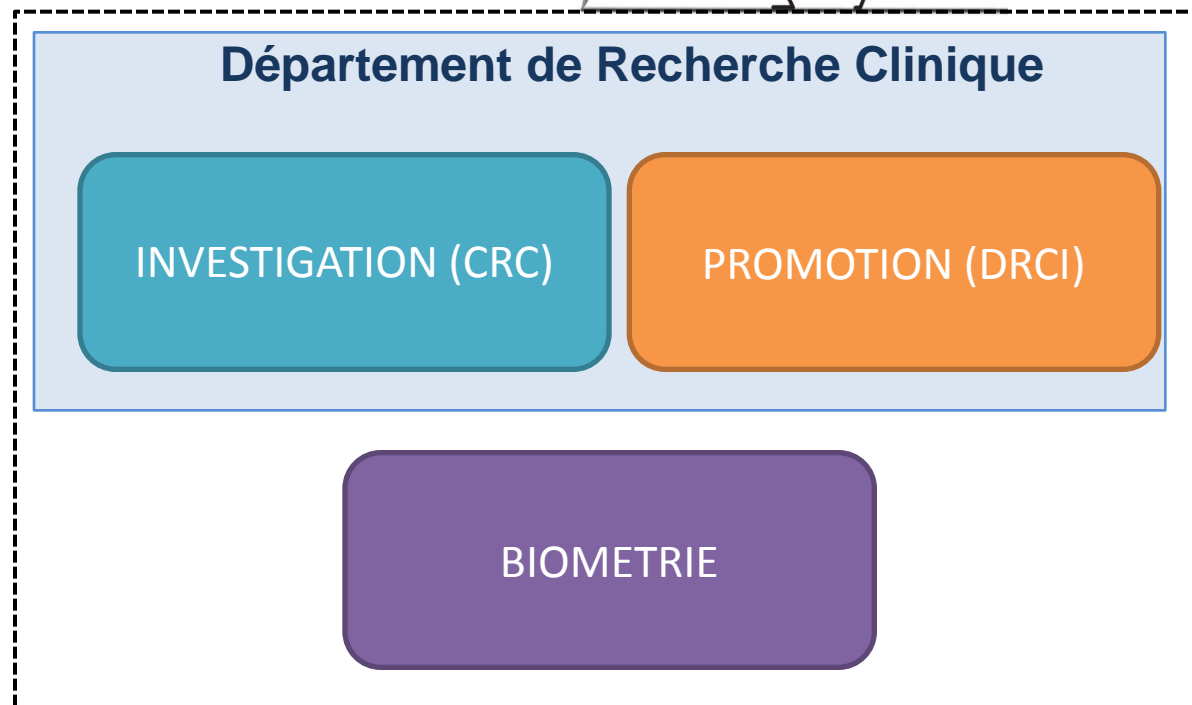 Département de Recherche Clinique
INVESTIGATION (CRC)
PROMOTION (DRCI)
BIOMETRIE